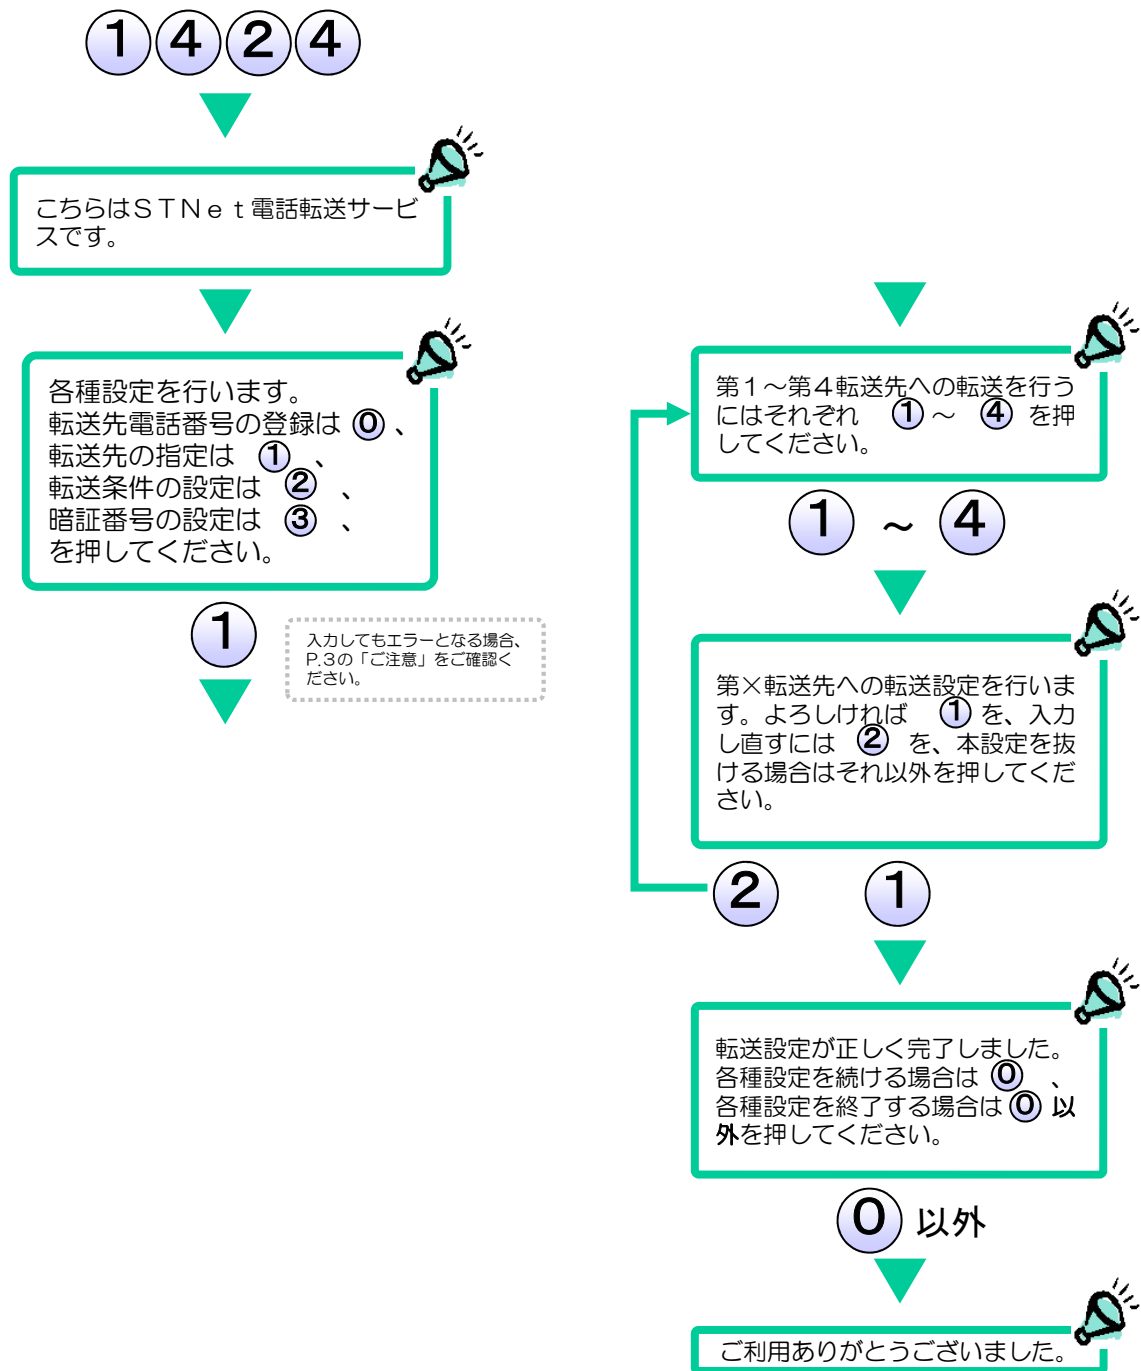 ①④②④
こちらはＳＴＮｅｔ電話転送サービ
スです。
各種設定を行います。
転送先電話番号の登録は ⓪ 、
転送先の指定は ① 、
転送条件の設定は ② 、
暗証番号の設定は ③ 、
を押してください。
①
入力してもエラーとなる場合、
P.3の「ご注意」をご確認く
ださい。
第１～第４転送先への転送を行う
にはそれぞれ ①～ ④ を押
してください。
① ～ ④
第×転送先への転送設定を行いま
す。よろしければ ① を、入力
し直すには ② を、本設定を抜
ける場合はそれ以外を押してくだ
さい。
② ①
転送設定が正しく完了しました。
各種設定を続ける場合は ⓪ 、
各種設定を終了する場合は ⓪ 以
外を押してください。
⓪ 以外
ご利用ありがとうございました。